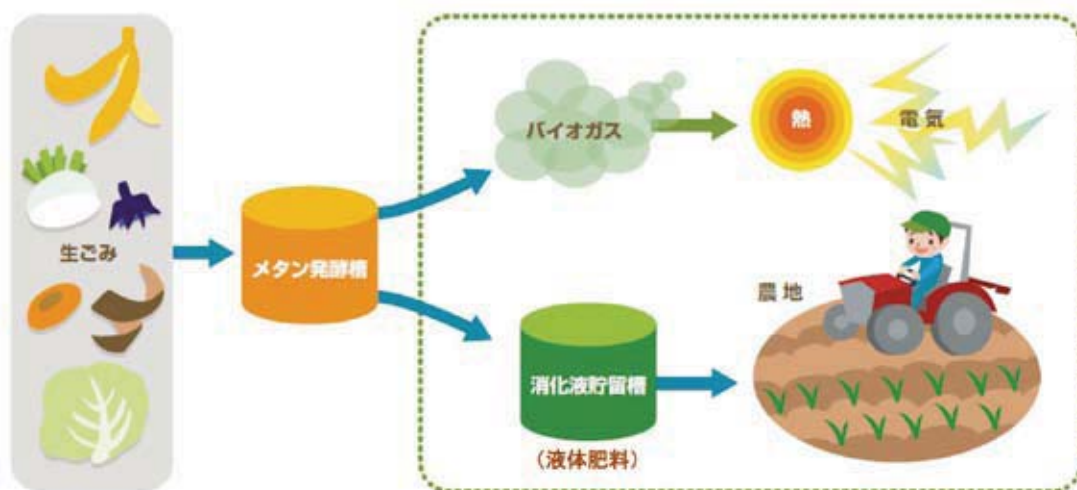 生ごみ
メタン発酵槽
バイオガス
熱
電気
消化液貯留槽
(液体肥料)
農地